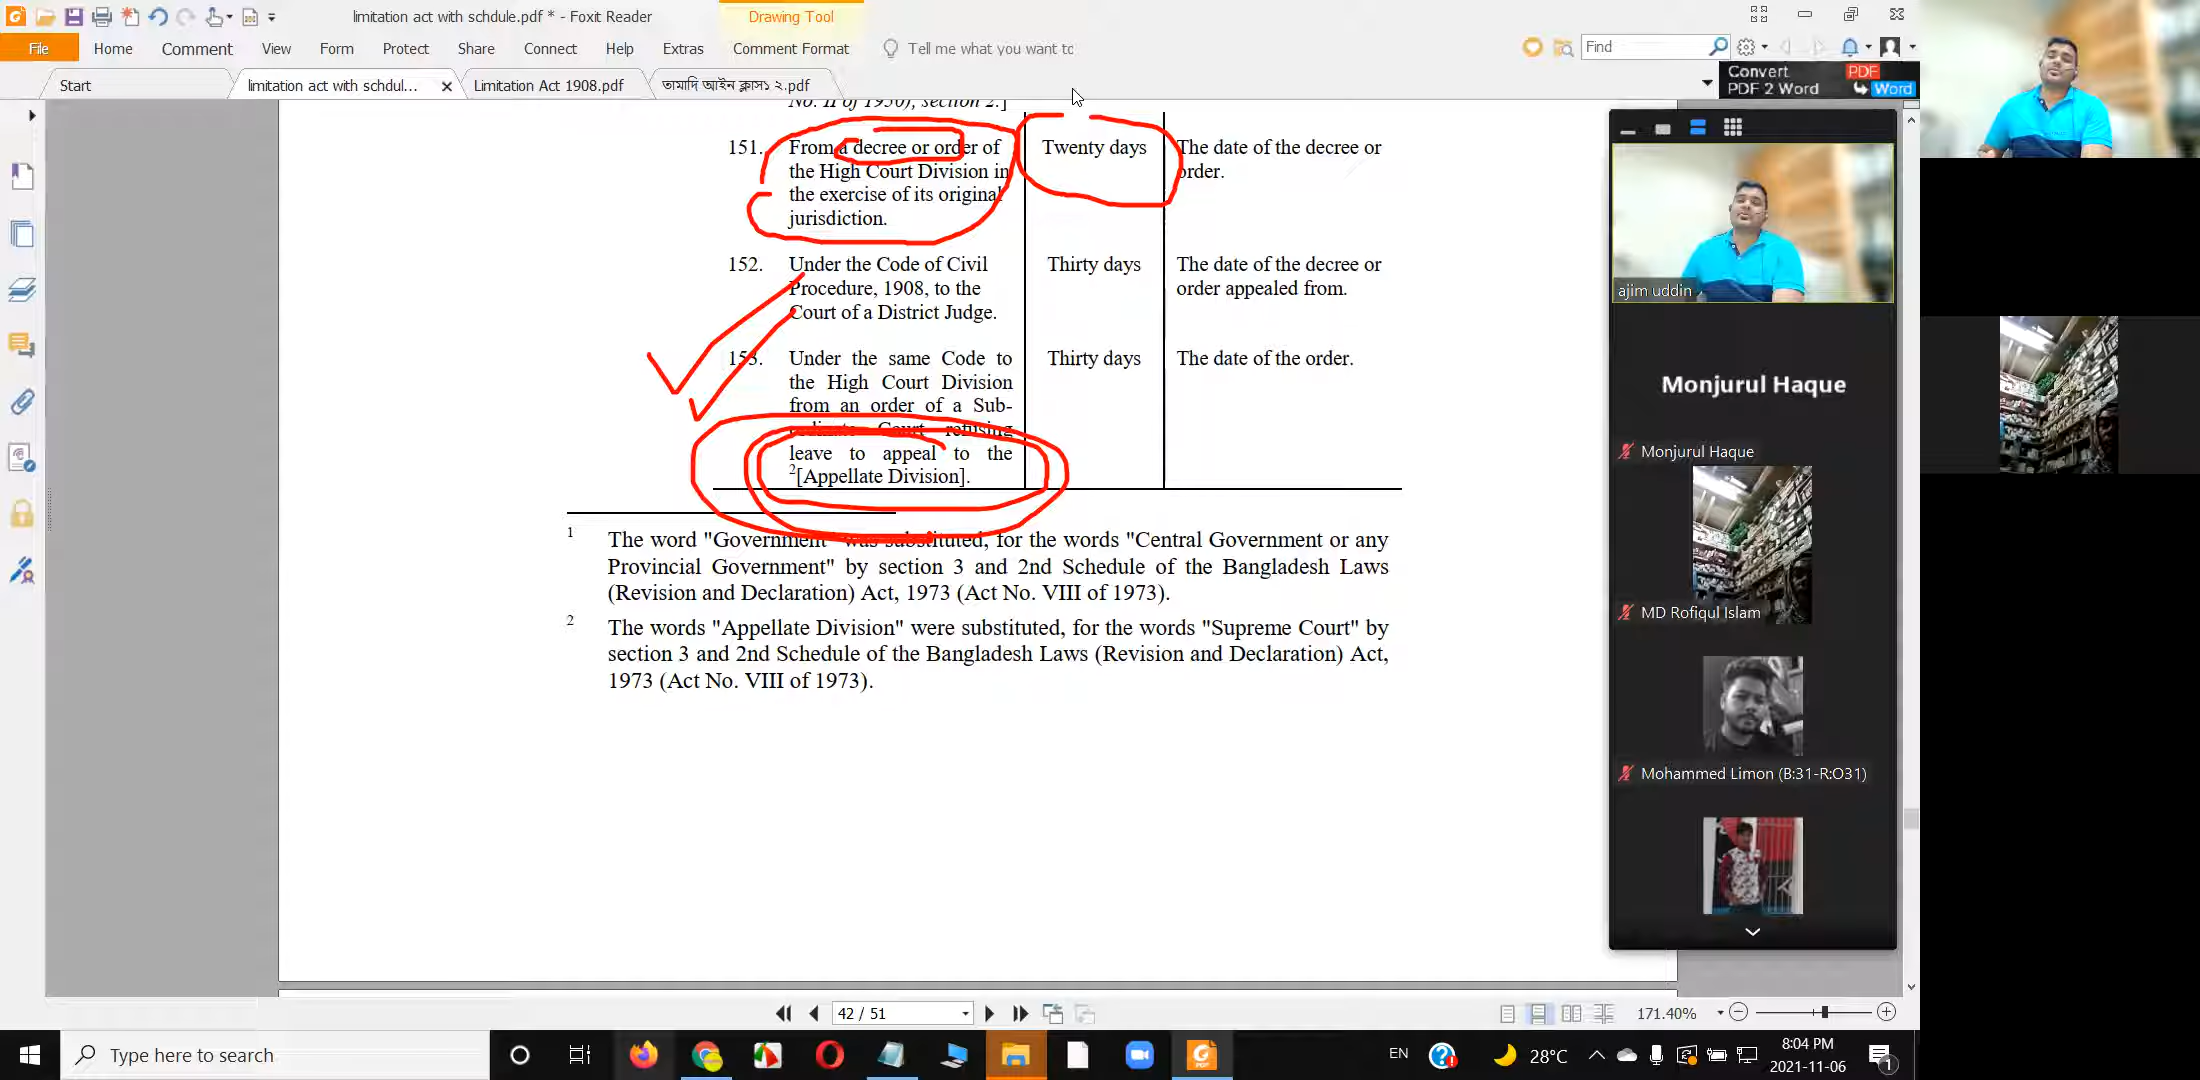 limitation act with schdule.pdf * - Foxit Reader
Drawing Tool
File
Home
Comment
View
Form
Protect
Share
Connect
Help
Extras
Comment Format
Tell me what you want to
Find
Start
limitation act with schdul...
Limitation Act 1908.pdf
তামাদি আইন ক্লাস১ ২.pdf
Convert PDF
PDF 2 Word Word
No. II of 1950), section 2.]
151. From a decree or order of the High Court Division in the exercise of its original jurisdiction.
Twenty days
The date of the decree or order.
152. Under the Code of Civil Procedure, 1908, to the Court of a District Judge.
Thirty days
The date of the decree or order appealed from.
153. Under the same Code to the High Court Division from an order of a Sub-ordinate Court refusing leave to appeal to the 2[Appellate Division].
Thirty days
The date of the order.
1 The word "Government" was substituted, for the words "Central Government or any
Provincial Government" by section 3 and 2nd Schedule of the Bangladesh Laws
(Revision and Declaration) Act, 1973 (Act No. VIII of 1973).
2 The words "Appellate Division" were substituted, for the words "Supreme Court" by
section 3 and 2nd Schedule of the Bangladesh Laws (Revision and Declaration) Act,
1973 (Act No. VIII of 1973).
ajim uddin
Monjurul Haque
Monjurul Haque
MD Rofiqul Islam
Mohammed Limon (B:31-R:O31)
42 / 51
171.40%
Type here to search
EN
28°C
8:04 PM
2021-11-06
1